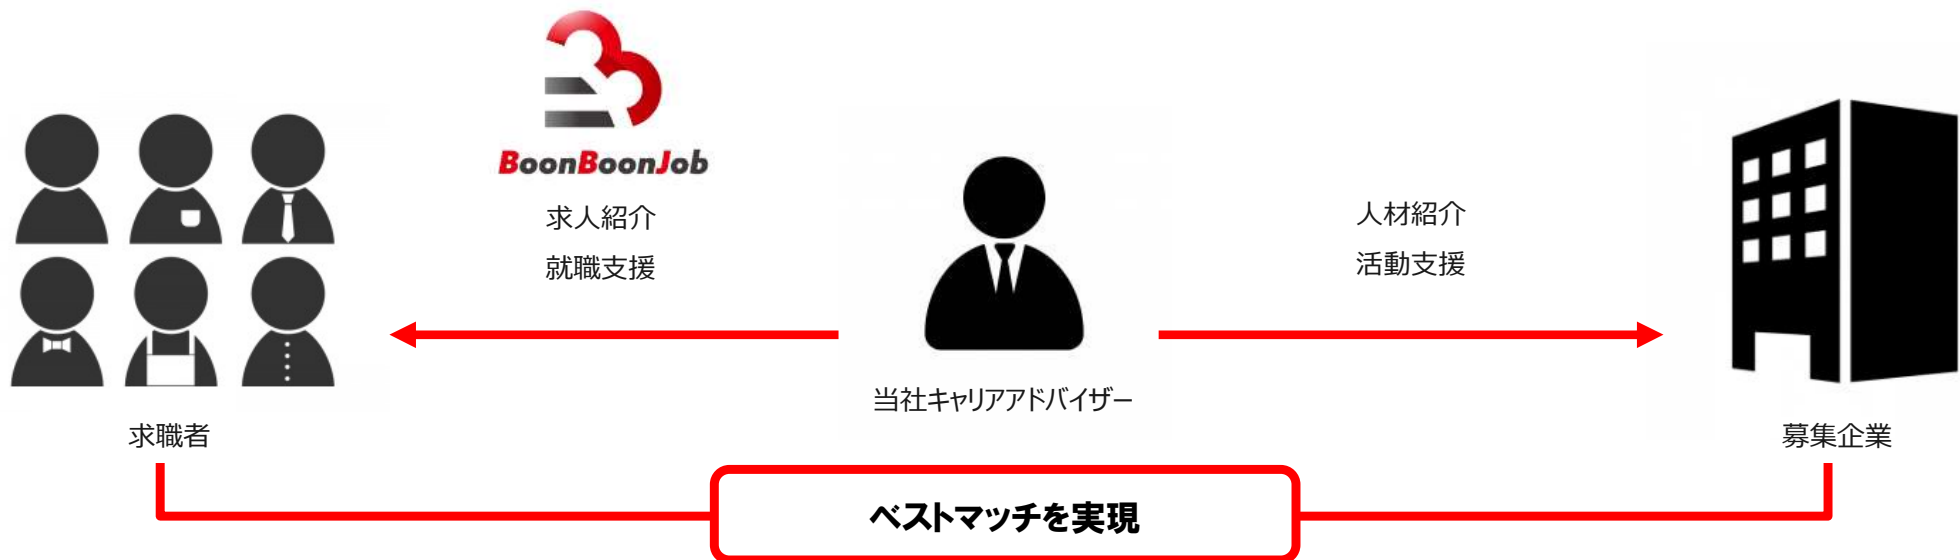 BoonBoonJob
求人紹介
就職支援
人材紹介
活動支援
当社キャリアアドバイザー
求職者
募集企業
ベストマッチを実現